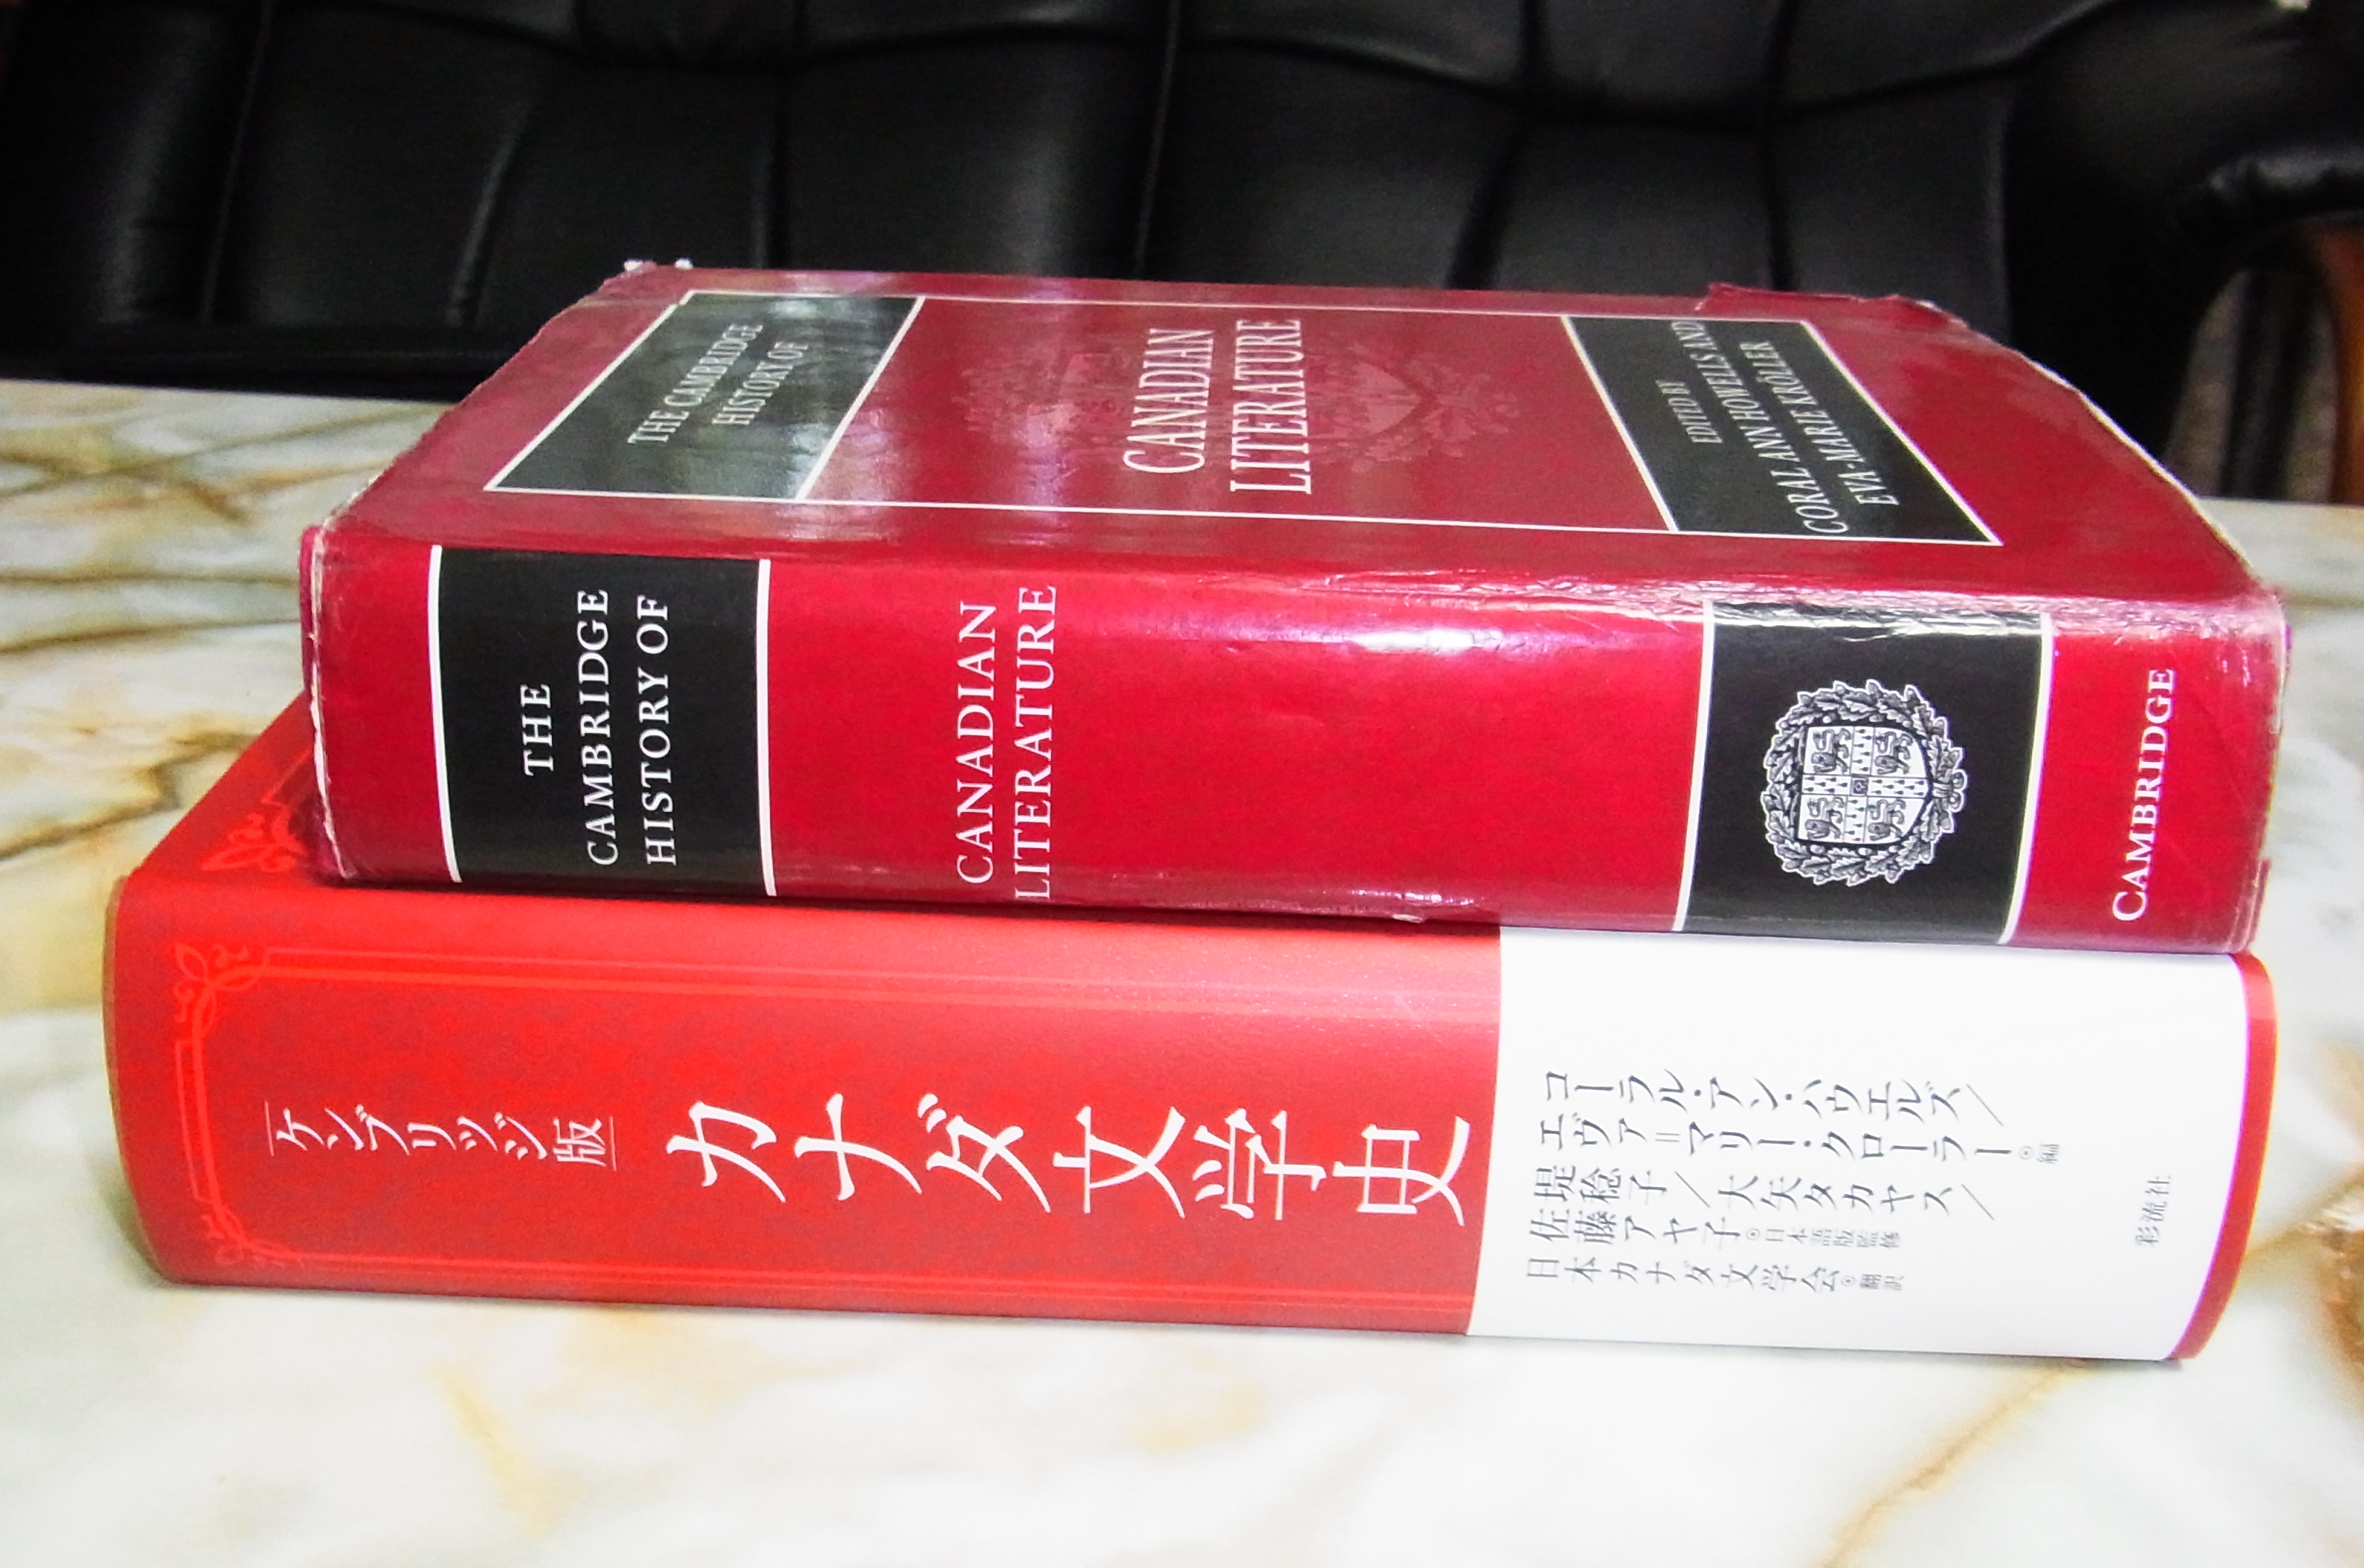 THE CAMBRIDGE
HISTORY OF
CANADIAN
LITERATURE
EDITED BY
CORAL ANN HOWELLS AND
EVA-MARIE KRÖLLER
THE
CAMBRIDGE
HISTORY OF
CANADIAN
LITERATURE
CAMBRIDGE
ケンブリッジ版
カナダ文学史
コーラル・アン・ハウエルズ／
エヴァ＝マリー・クローラー◎編
堤稔子／大矢タカヤス／
佐藤アヤ子◎日本語版監修
日本カナダ文学会◎翻訳
彩流社